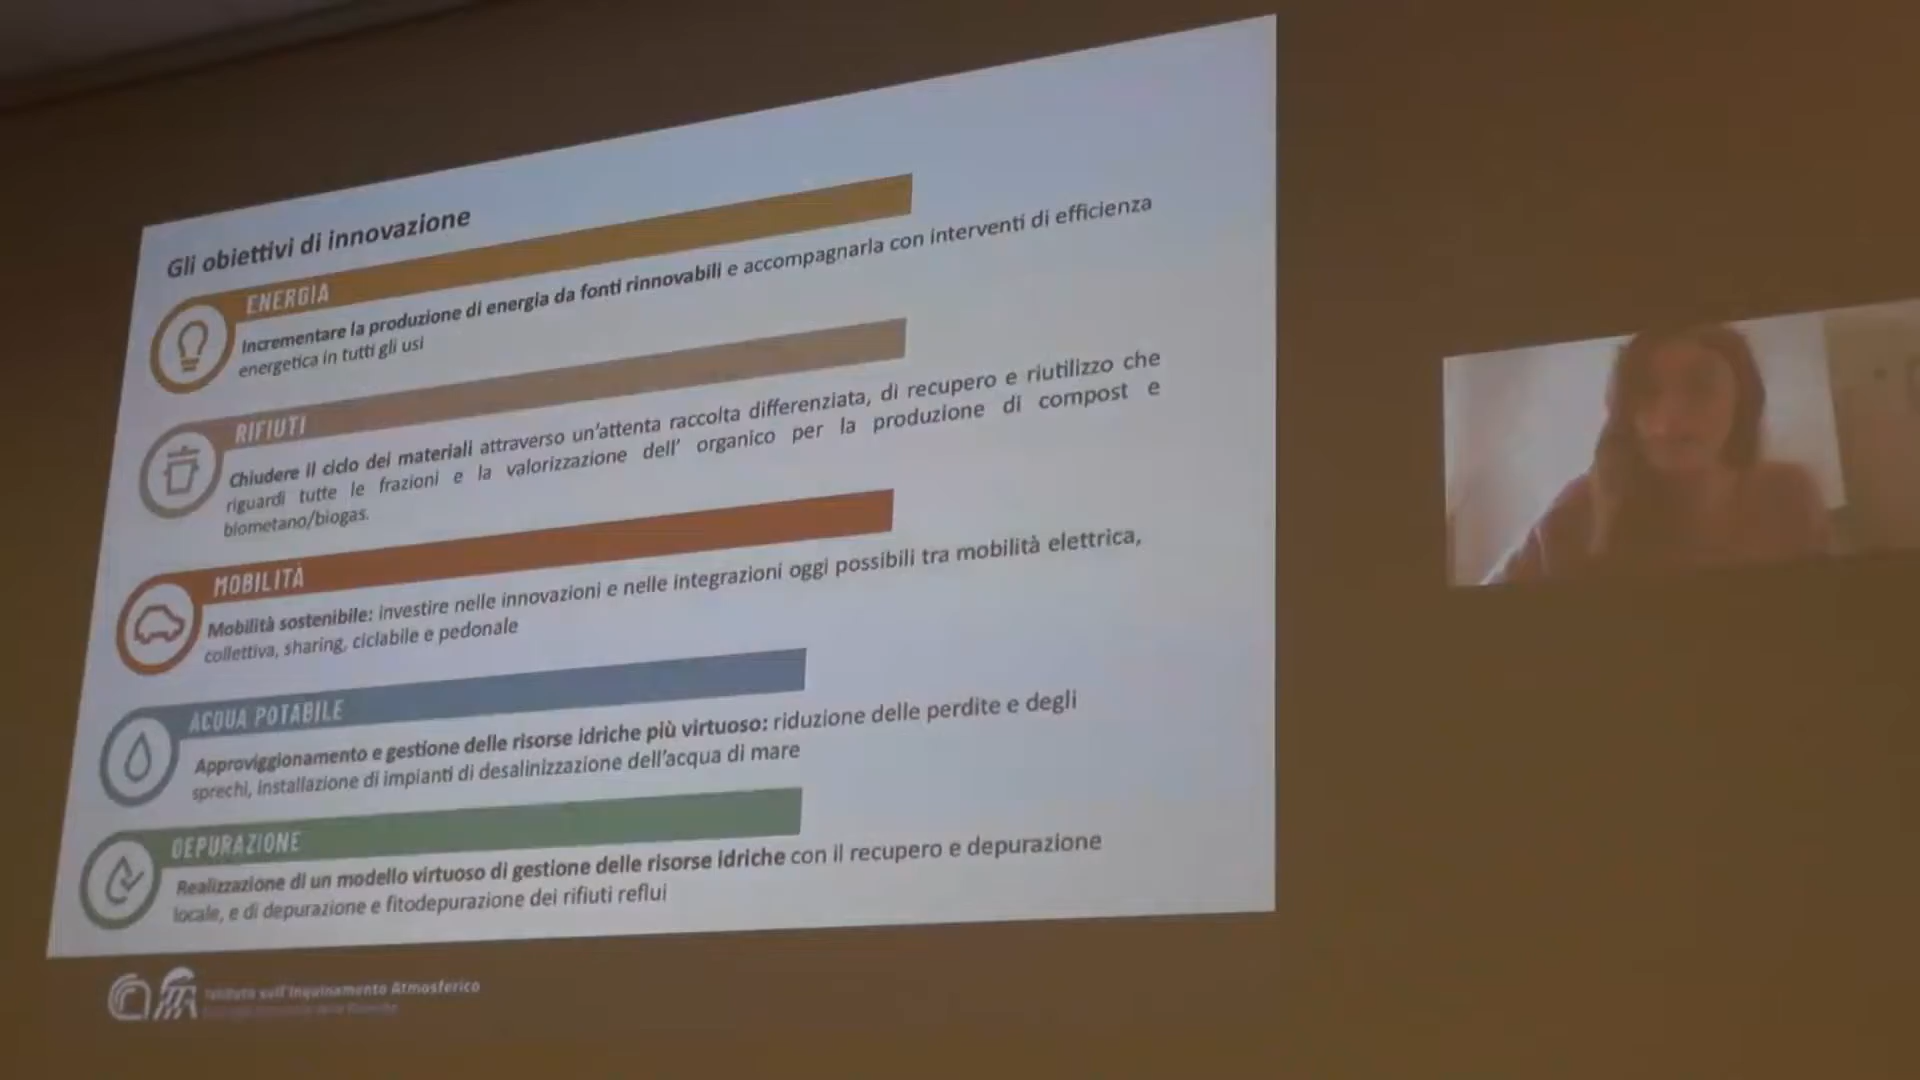 Gli obiettivi di innovazione
ENERGIA
Incrementare la produzione di energia da fonti rinnovabili e accompagnarla con interventi di efficienza
energetica in tutti gli usi
RIFIUTI
Chiudere il ciclo dei materiali attraverso un'attenta raccolta differenziata, di recupero e riutilizzo che
riguardi tutte le frazioni e la valorizzazione dell' organico per la produzione di compost e
biometano/biogas.
MOBILITÀ
Mobilità sostenibile: investire nelle innovazioni e nelle integrazioni oggi possibili tra mobilità elettrica,
collettiva, sharing, ciclabile e pedonale
ACQUA POTABILE
Approviggionamento e gestione delle risorse idriche più virtuoso: riduzione delle perdite e degli
sprechi, installazione di impianti di desalinizzazione dell'acqua di mare
DEPURAZIONE
Realizzazione di un modello virtuoso di gestione delle risorse idriche con il recupero e depurazione
locale, e di depurazione e fitodepurazione dei rifiuti reflui
Istituto sull'Inquinamento Atmosferico